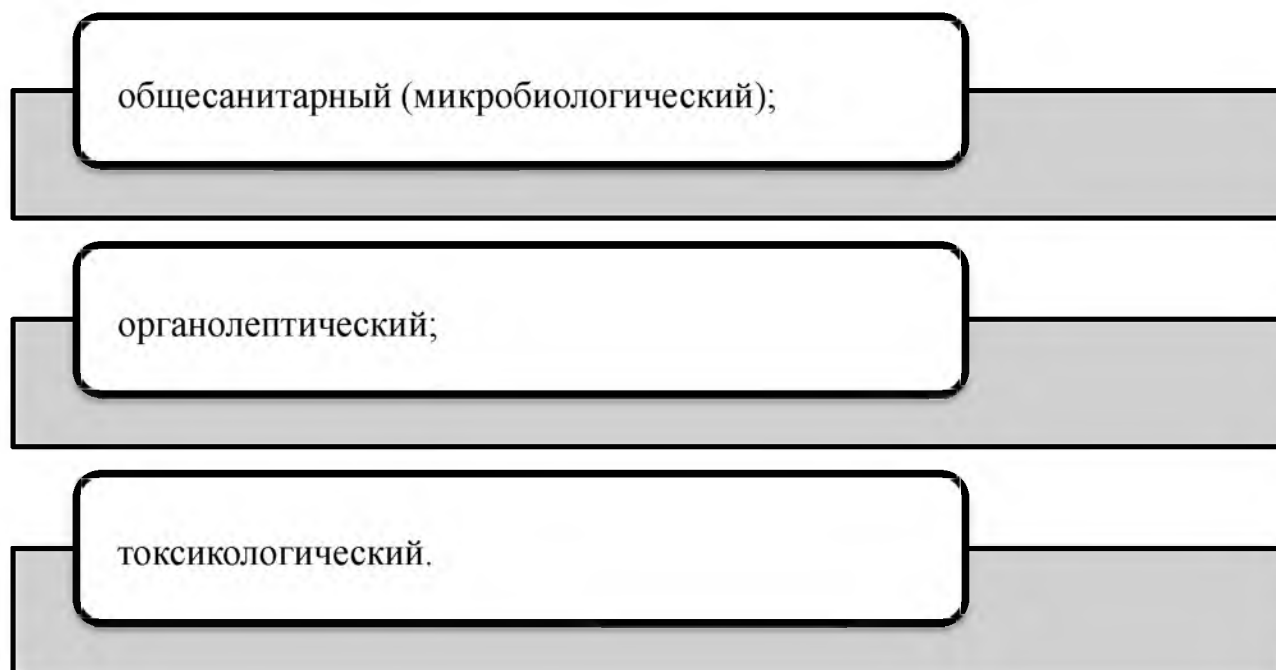 общесанитарный (микробиологический);
органолептический;
токсикологический.